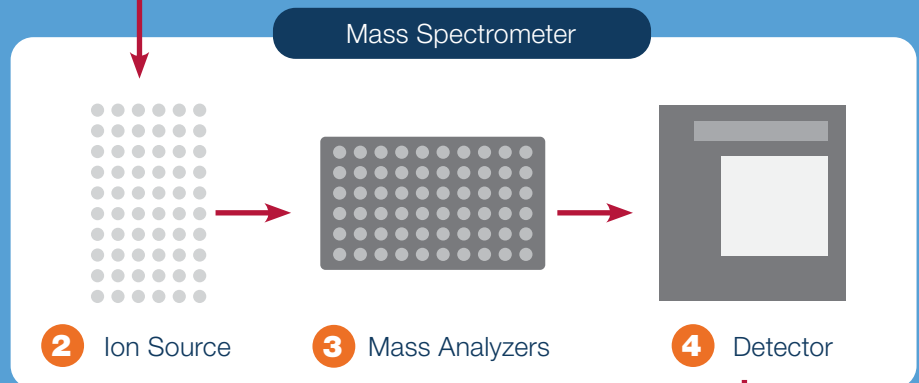 Mass Spectrometer
2 Ion Source
3 Mass Analyzers
4 Detector